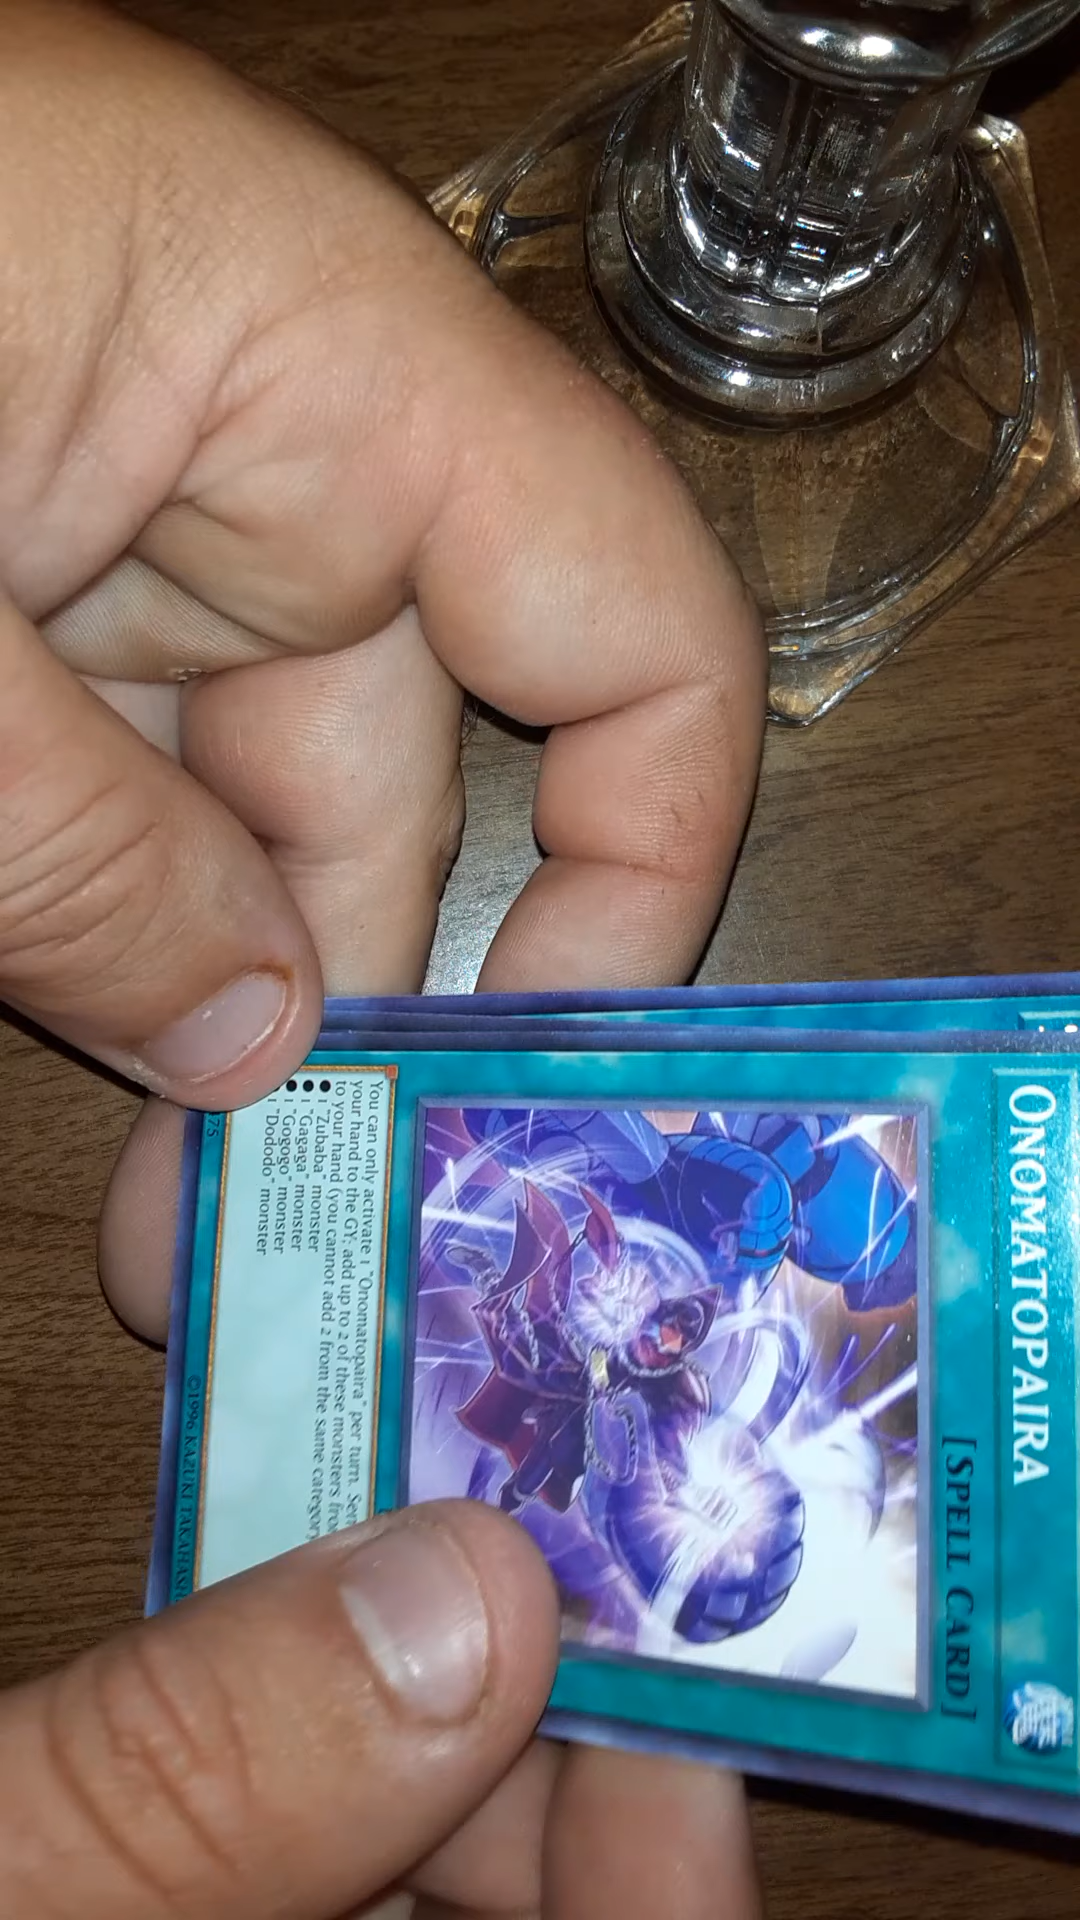 ONOMATOPAIRA
[SPELL CARD]
You can only activate 1 "Onomatopaira" per turn.
your hand to the GY; add up to 2 of these monsters
to your hand (you cannot add 2 from the same category
● 1 "Zubaba" monster
● 1 "Gagaga" monster
● 1 "Gogogo" monster
1 "Dododo" monster
75
©1996 KAZUKI TAKAHASHI